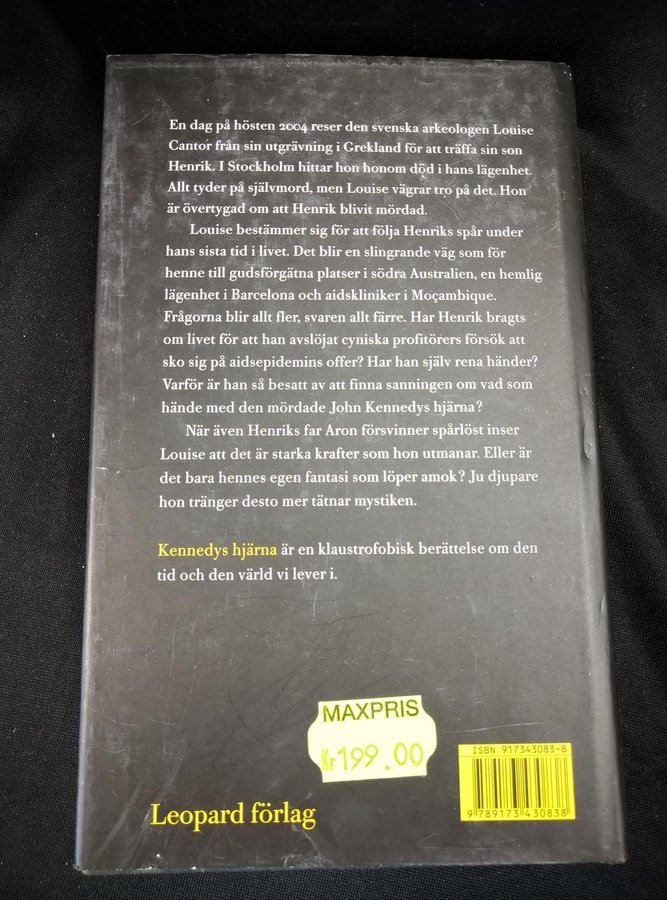 En dag på hösten 2004 reser den svenska arkeologen Louise
Cantor från sin utgrävning i Grekland för att träffa sin son
Henrik. I Stockholm hittar hon honom död i hans lägenhet.
Allt tyder på självmord, men Louise vägrar tro på det. Hon
är övertygad om att Henrik blivit mördad.
Louise bestämmer sig för att följa Henriks spår under
hans sista tid i livet. Det blir en slingrande väg som för
henne till gudsförgätna platser i södra Australien, en hemlig
lägenhet i Barcelona och aidskliniker i Moçambique.
Frågorna blir allt fler, svaren allt färre. Har Henrik bragts
om livet för att han avslöjat cyniska profitörers försök att
sko sig på aidsepidemins offer? Har han själv rena händer?
Varför är han så besatt av att finna sanningen om vad som
hände med den mördade John Kennedys hjärna?
När även Henriks far Aron försvinner spårlöst inser
Louise att det är starka krafter som hon utmanar. Eller är
det bara hennes egen fantasi som löper amok? Ju djupare
hon tränger desto mer tätnar mystiken.
Kennedys hjärna är en klaustrofobisk berättelse om den
tid och den värld vi lever i.
MAXPRIS
Kr199.00
ISBN 917343083-8
9 789173 430838
Leopard förlag